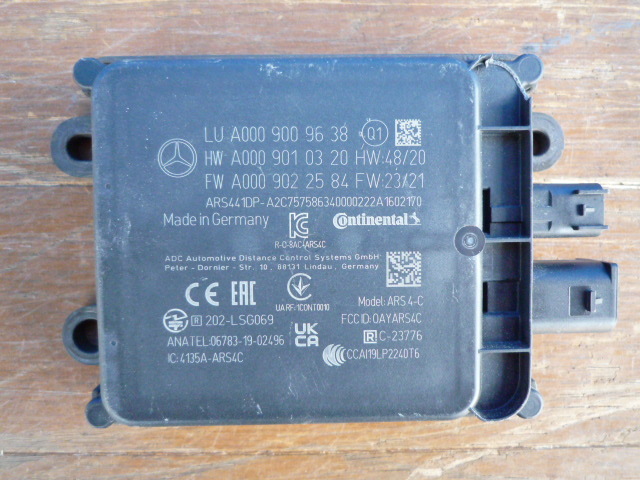 LU A000 900 96 38 Q1
HW A000 901 03 20 HW:48/20
FW A000 902 25 84 FW:23/21
ARS441DP-A2C757586340000222A1602170
Made in Germany Continental
R-C-8AC-ARS4C
ADC Automotive Distance Control Systems GmbH
Peter - Dornier - Str. 10, 88131 Lindau, Germany
CE EAC
UA RF: 1CONT0010
Model: ARS4-C
FCC ID: OAYARS4C
R 202-LSG069
UK CA
R C-23776
ANATEL: 06783-19-02496
CCAI19LP2240T6
IC: 4135A-ARS4C